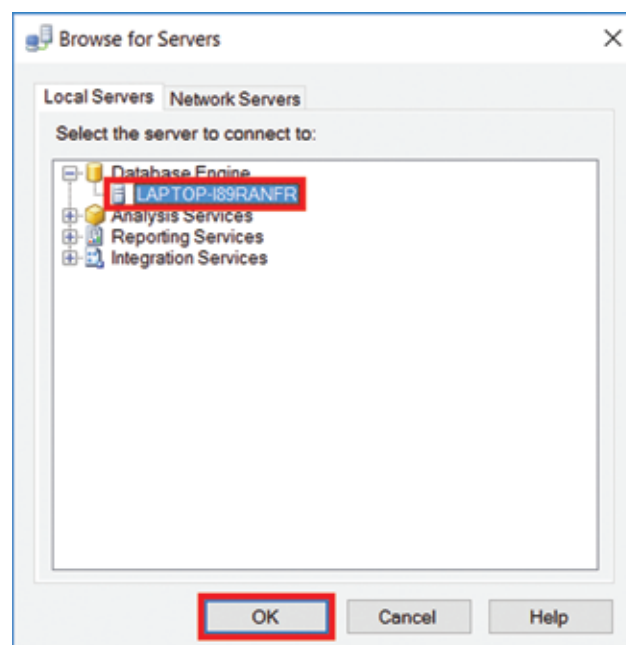 Browse for Servers
Local Servers Network Servers
Select the server to connect to:
Database Engine
LAPTOP-I89RANFR
Analysis Services
Reporting Services
Integration Services
OK Cancel Help